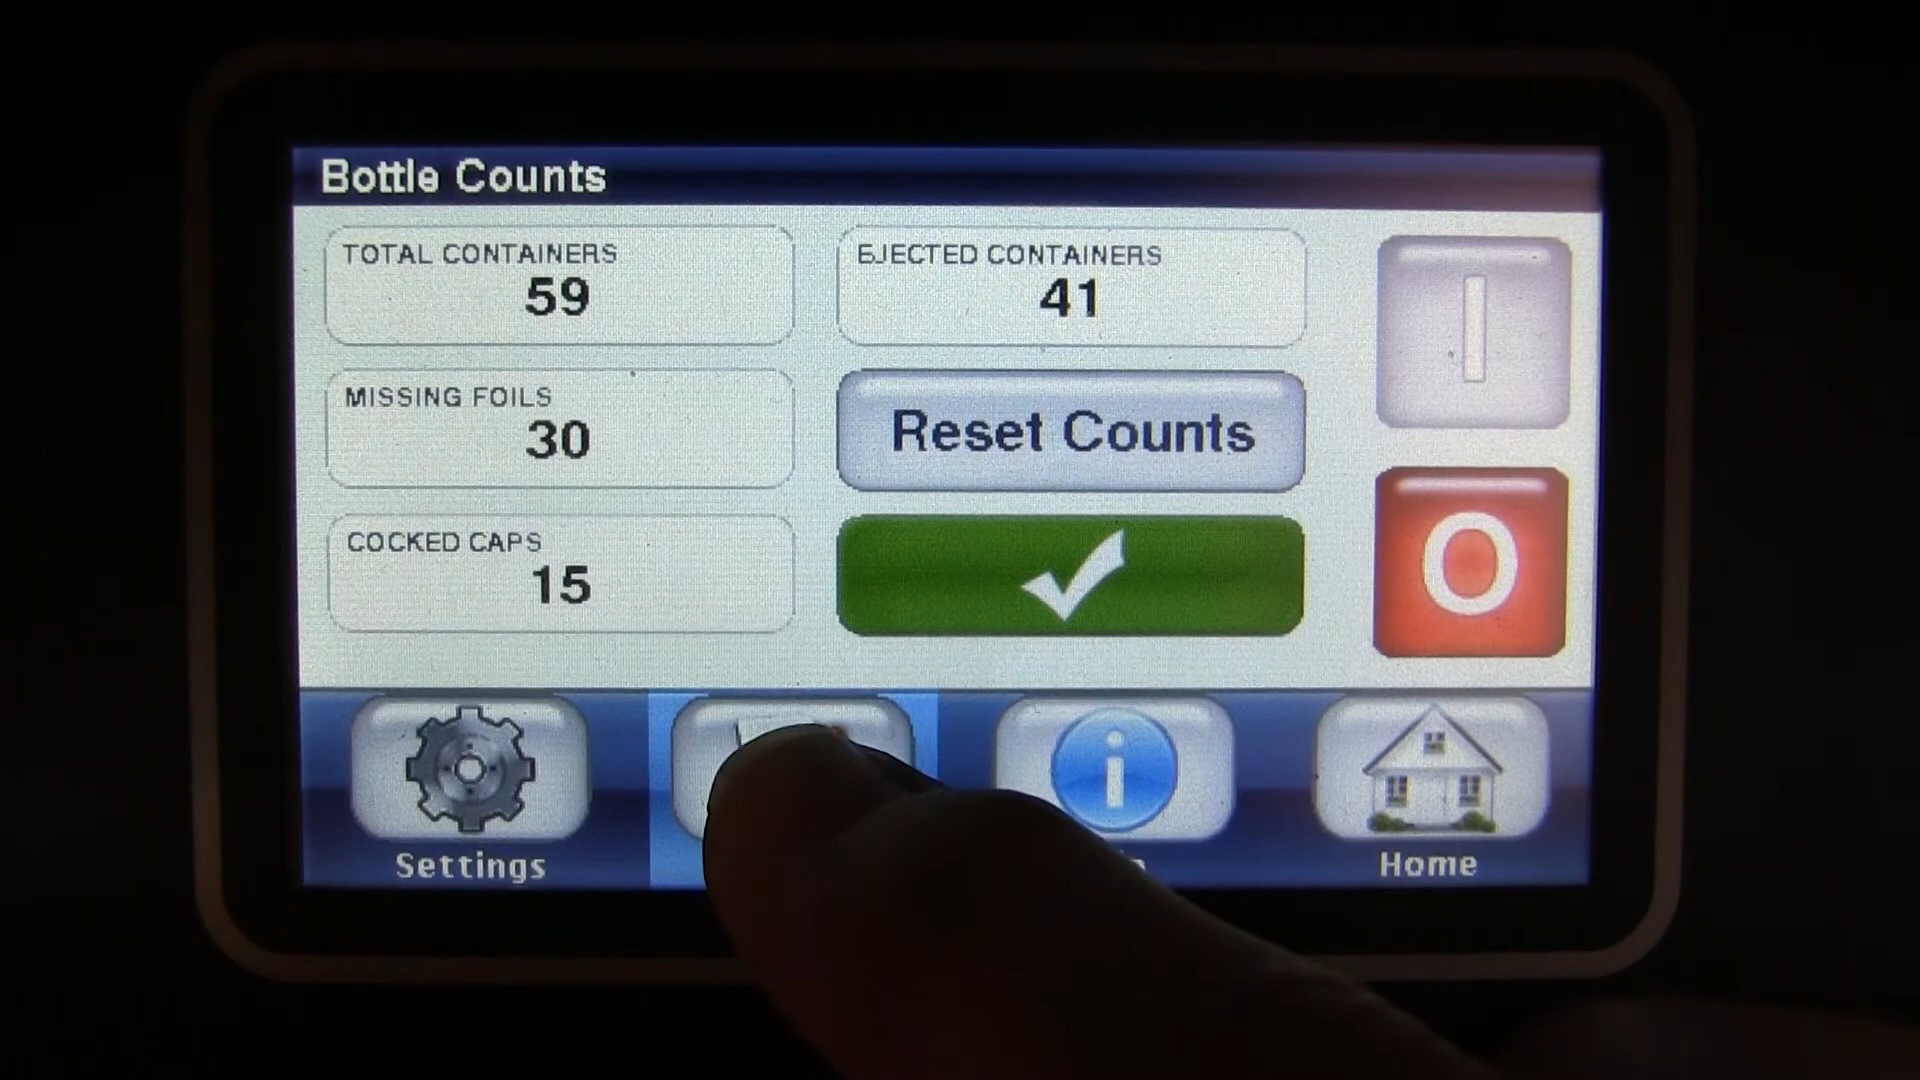 Bottle Counts
TOTAL CONTAINERS
59
EJECTED CONTAINERS
41
MISSING FOILS
30
Reset Counts
COCKED CAPS
15
I
O
i
Settings
Home